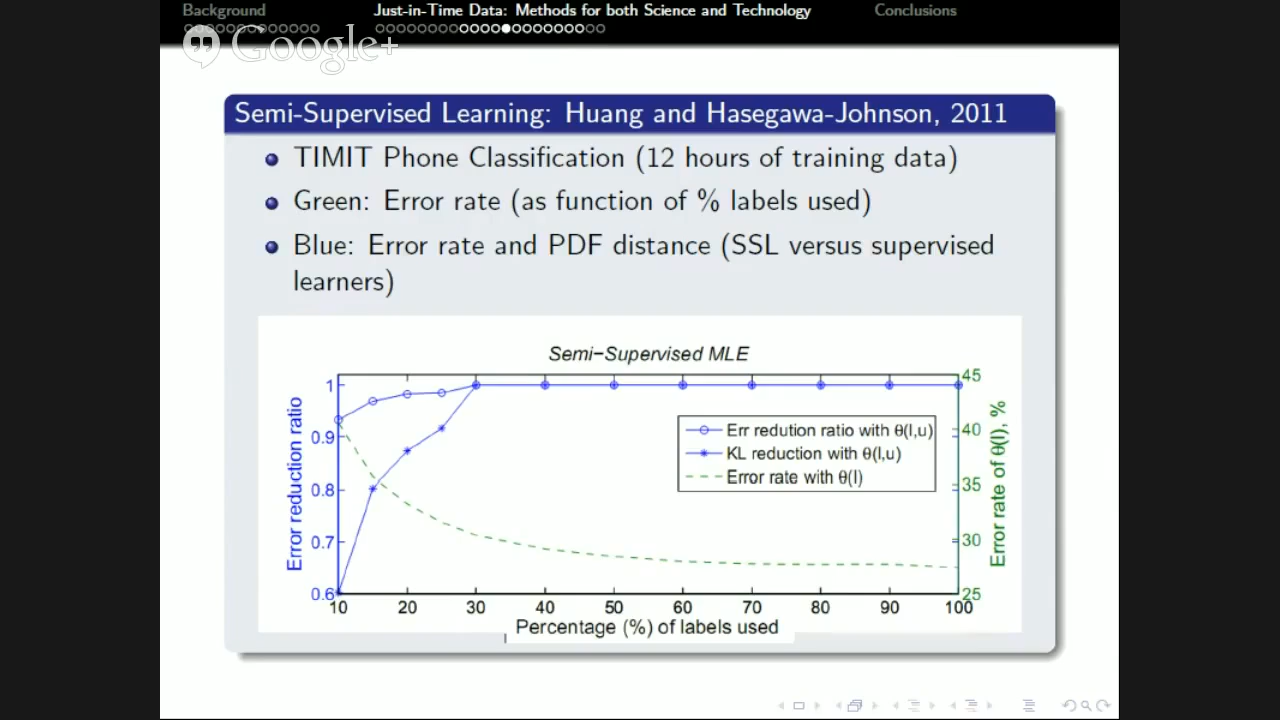 Background
Just-in-Time Data: Methods for both Science and Technology
Conclusions
Google+
Semi-Supervised Learning: Huang and Hasegawa-Johnson, 2011
TIMIT Phone Classification (12 hours of training data)
Green: Error rate (as function of % labels used)
Blue: Error rate and PDF distance (SSL versus supervised
learners)
Semi-Supervised MLE
Error reduction ratio
1
0.9
0.8
0.7
0.6
Err redution ratio with θ(l,u)
KL reduction with θ(l,u)
Error rate with θ(l)
45
40
35
30
25
Error rate of θ(l), %
10 20 30 40 50 60 70 80 90 100
Percentage (%) of labels used